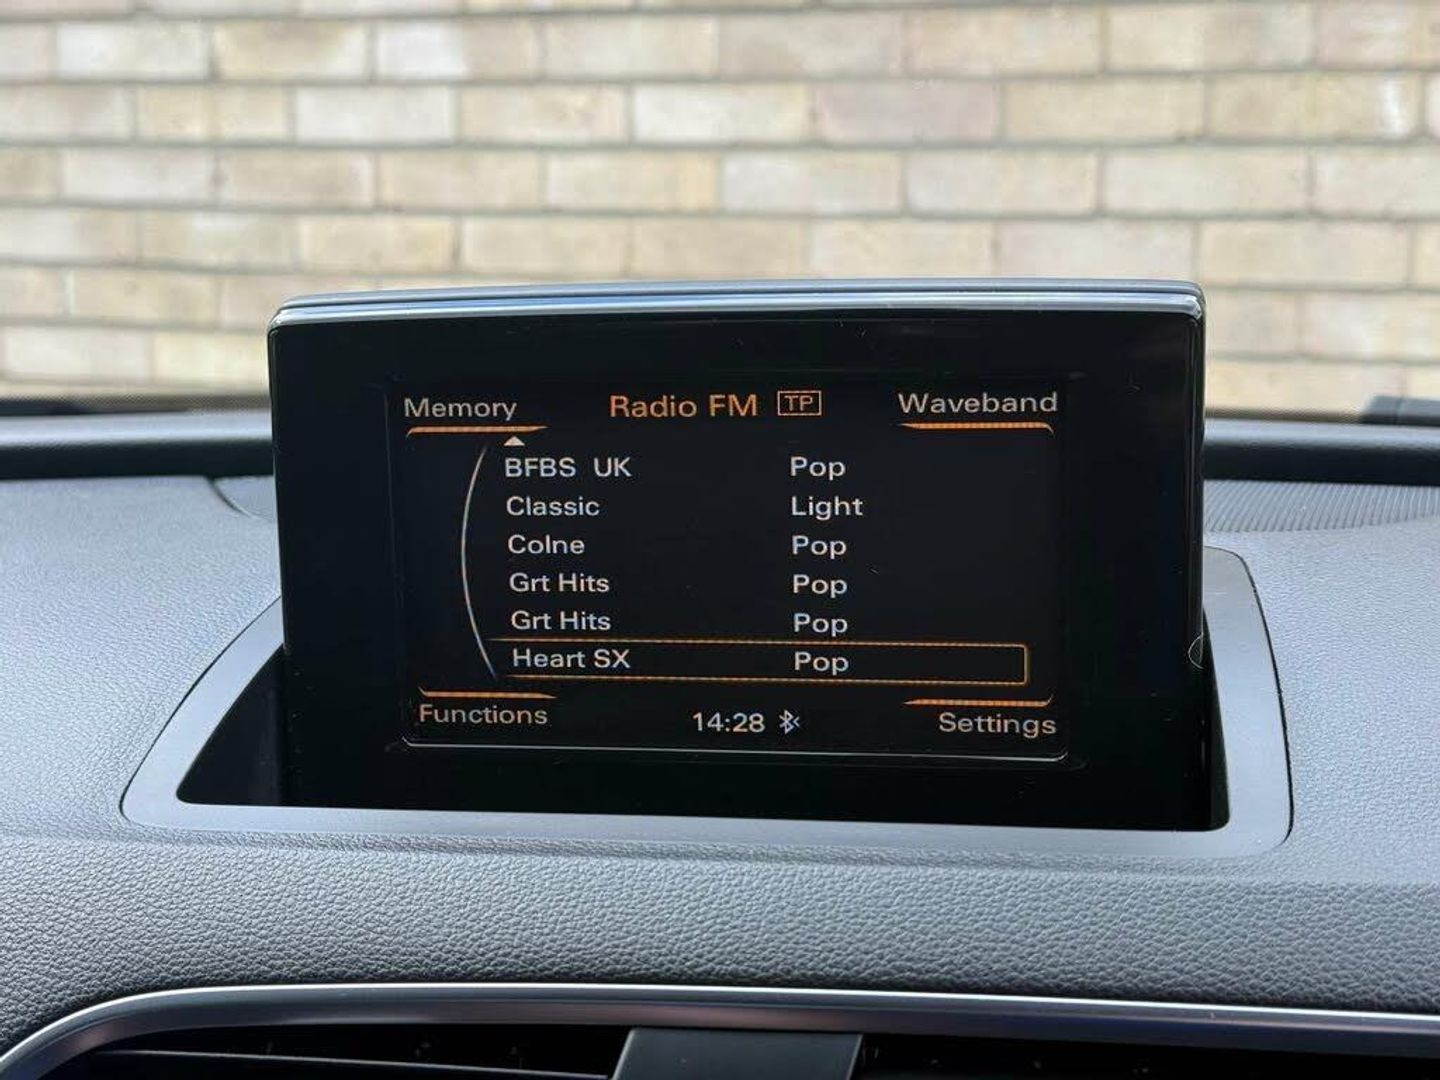 Memory Radio FM TP Waveband
BFBS UK Pop
Classic Light
Colne Pop
Grt Hits Pop
Grt Hits Pop
Heart SX Pop
Functions 14:28 Settings